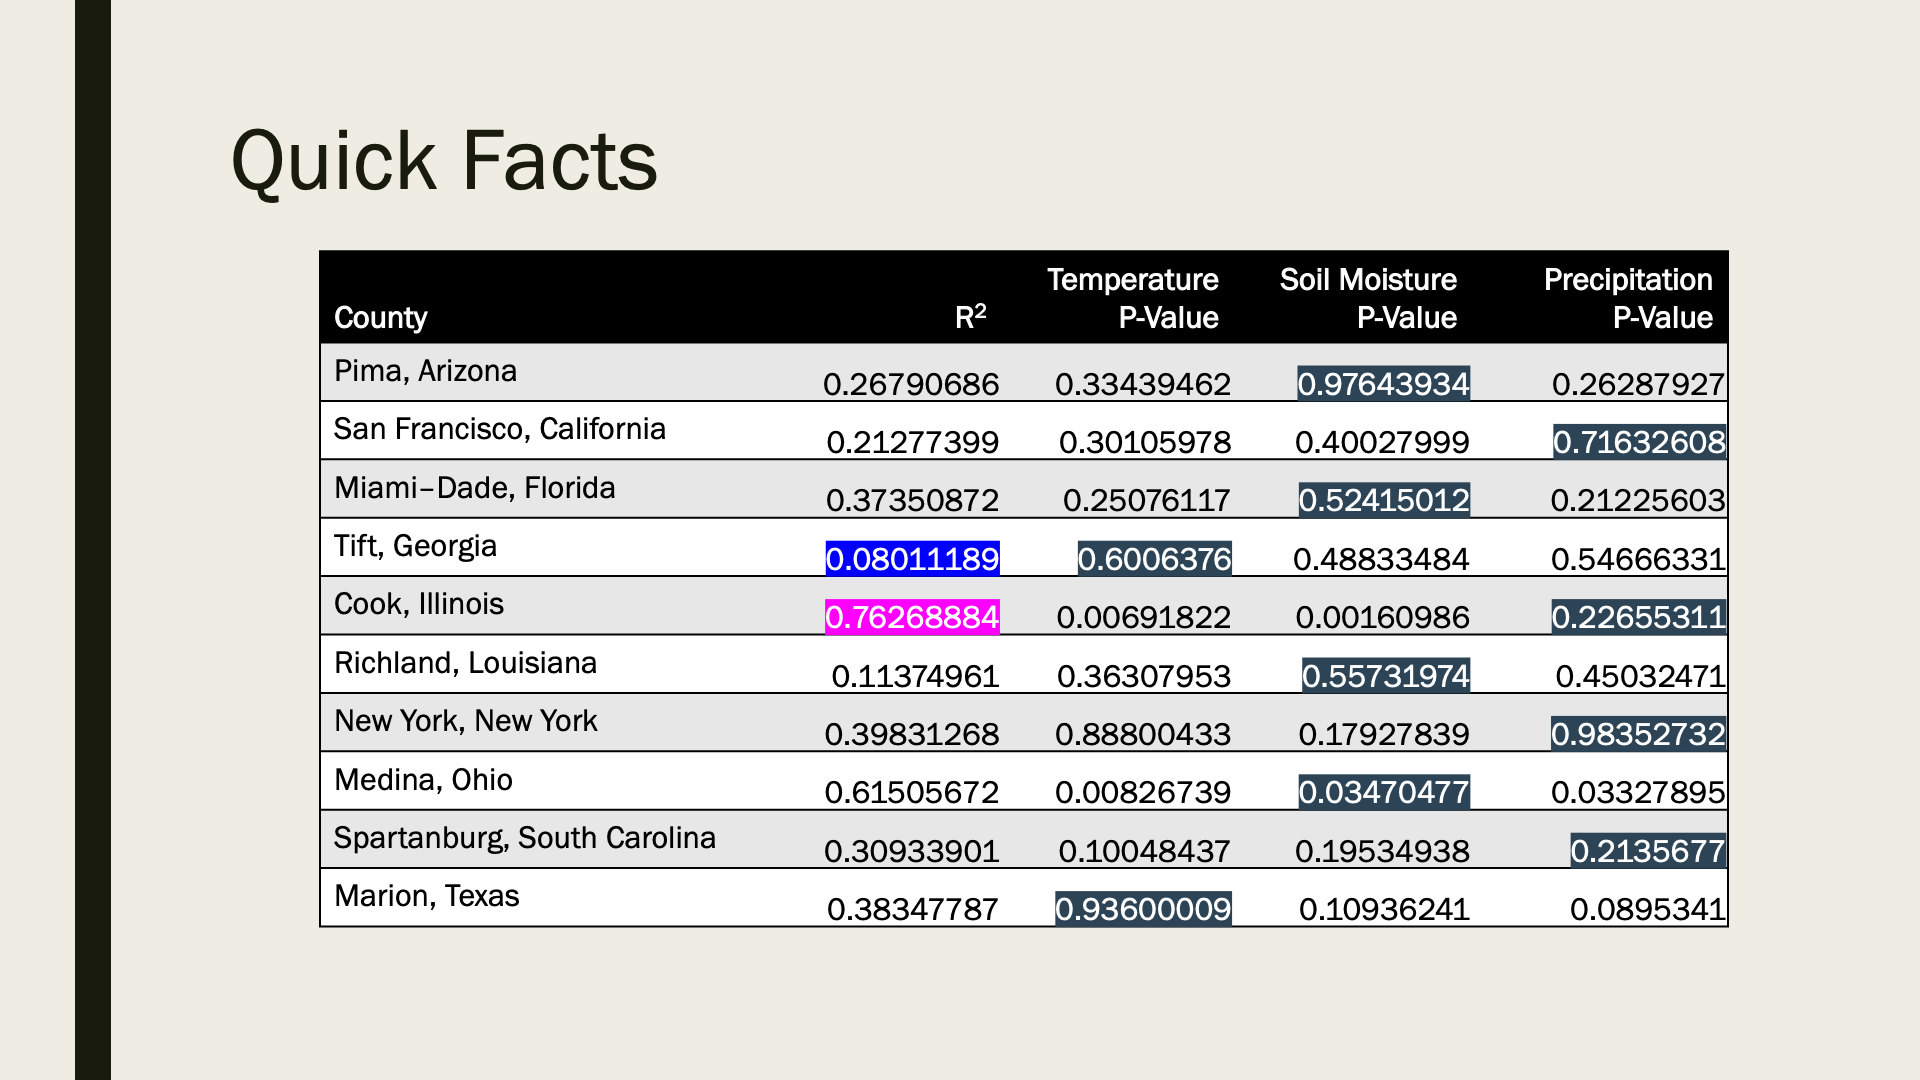 Quick Facts
County R² Temperature P-Value Soil Moisture P-Value Precipitation P-Value
Pima, Arizona 0.26790686 0.33439462 0.97643934 0.26287927
San Francisco, California 0.21277399 0.30105978 0.40027999 0.71632608
Miami–Dade, Florida 0.37350872 0.25076117 0.52415012 0.21225603
Tift, Georgia 0.08011189 0.6006376 0.48833484 0.54666331
Cook, Illinois 0.76268884 0.00691822 0.00160986 0.22655311
Richland, Louisiana 0.11374961 0.36307953 0.55731974 0.45032471
New York, New York 0.39831268 0.88800433 0.17927839 0.98352732
Medina, Ohio 0.61505672 0.00826739 0.03470477 0.03327895
Spartanburg, South Carolina 0.30933901 0.10048437 0.19534938 0.2135677
Marion, Texas 0.38347787 0.93600009 0.10936241 0.0895341